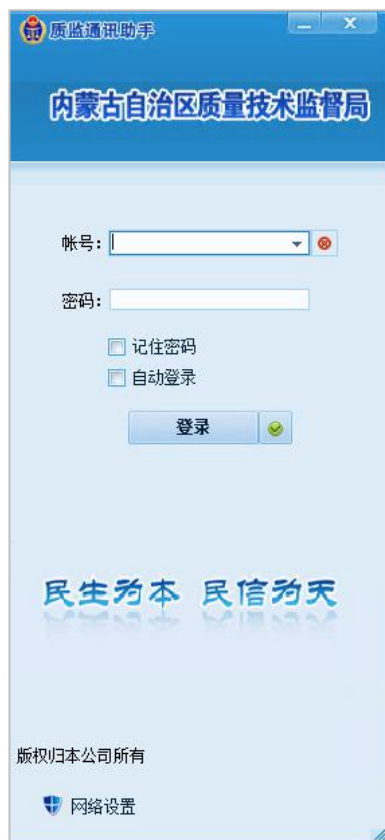 质监通讯助手
内蒙古自治区质量技术监督局
帐号:
密码:
记住密码
自动登录
登录
民生为本 民信为天
版权归本公司所有
网络设置